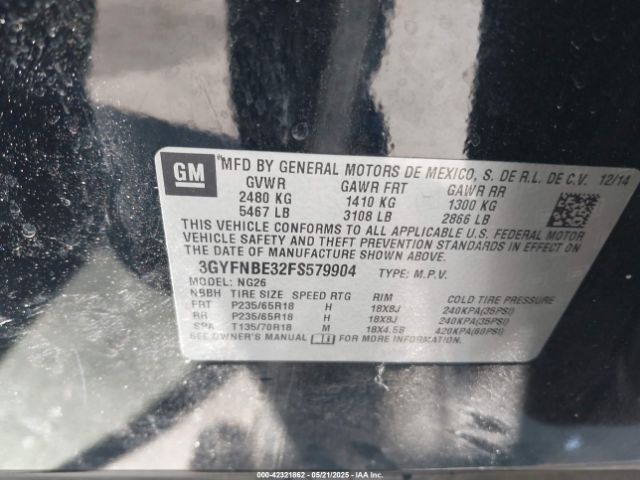 GM
*MFD BY GENERAL MOTORS DE MEXICO, S. DE R.L. DE C.V. 12/14
GVWR GAWR FRT GAWR RR
2480 KG 1410 KG 1300 KG
5467 LB 3108 LB 2866 LB
THIS VEHICLE CONFORMS TO ALL APPLICABLE U.S. FEDERAL MOTOR
VEHICLE SAFETY AND THEFT PREVENTION STANDARDS IN EFFECT ON
THE DATE OF MANUFACTURE SHOWN ABOVE.
3GYFNBE32FS579904 TYPE: M.P.V.
MODEL: NG26
NSBH TIRE SIZE SPEED RTG RIM COLD TIRE PRESSURE
FRT P235/65R18 H 18X8J 240KPA(35PSI)
RR P235/65R18 H 18X8J 240KPA(35PSI)
SPA T135/70R18 M 18X4.5B 420KPA(60PSI)
SEE OWNER'S MANUAL FOR MORE INFORMATION.
000-42321862 - 05/21/2025 - IAA Inc.